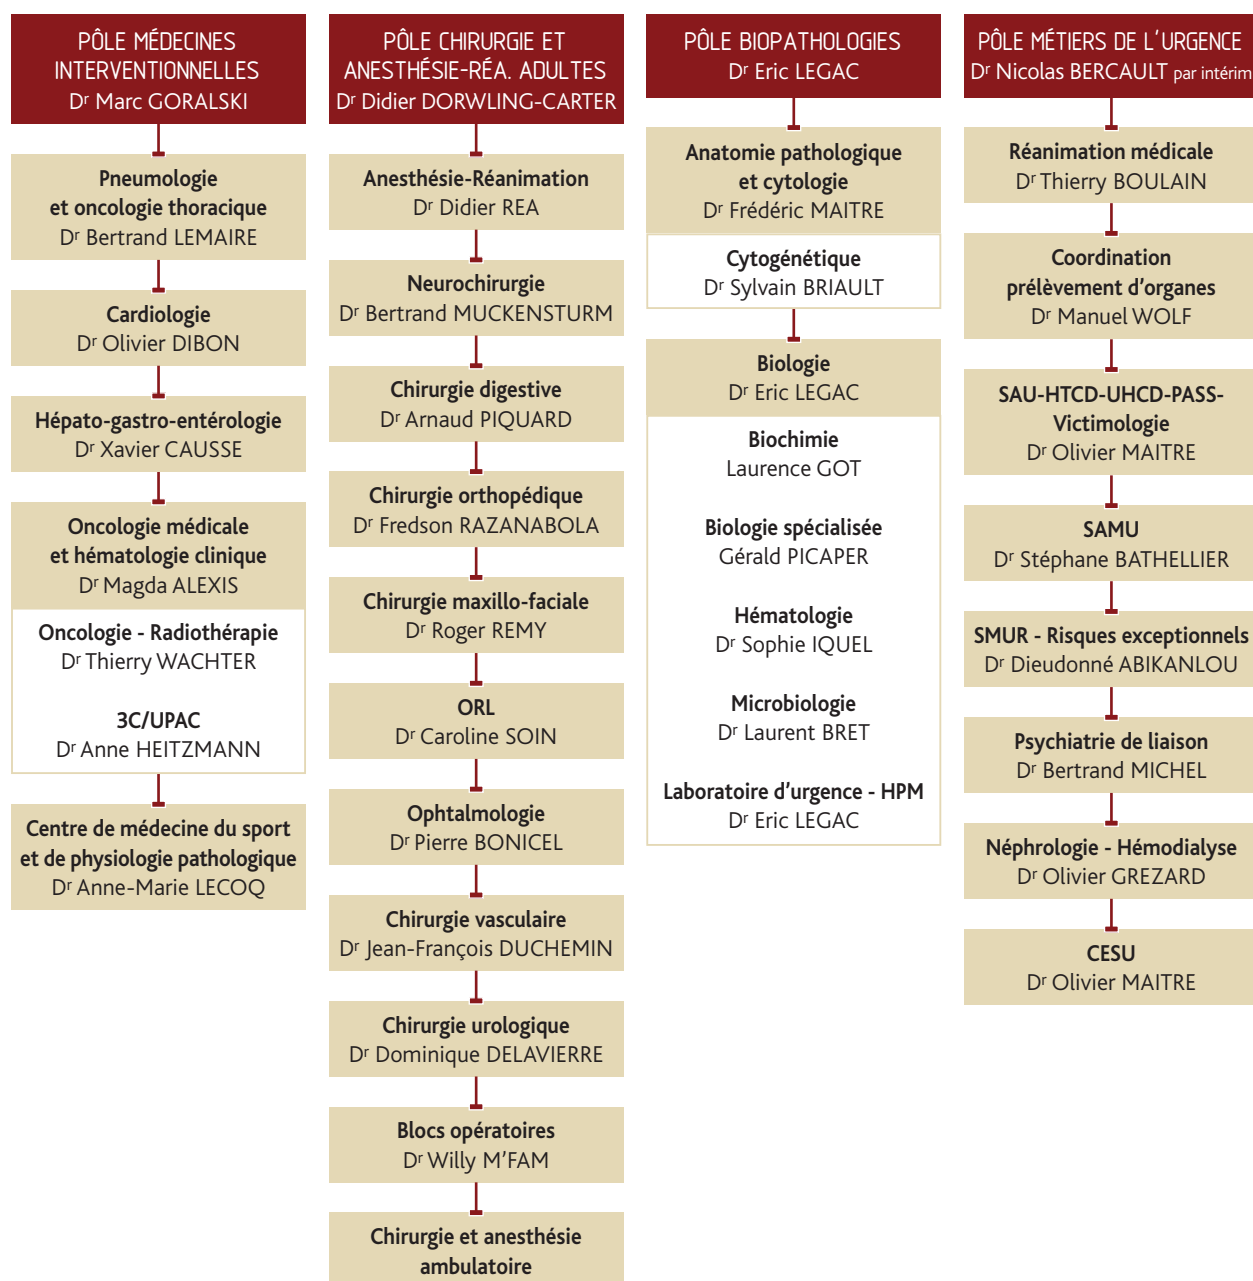 PÔLE MÉDECINES
INTERVENTIONNELLES
Dr Marc GORALSKI
Pneumologie
et oncologie thoracique
Dr Bertrand LEMAIRE
Cardiologie
Dr Olivier DIBON
Hépato-gastro-entérologie
Dr Xavier CAUSSE
Oncologie médicale
et hématologie clinique
Dr Magda ALEXIS
Oncologie - Radiothérapie
Dr Thierry WACHTER
3C/UPAC
Dr Anne HEITZMANN
Centre de médecine du sport
et de physiologie pathologique
Dr Anne-Marie LECOQ
PÔLE CHIRURGIE ET
ANESTHÉSIE-RÉA. ADULTES
Dr Didier DORWLING-CARTER
Anesthésie-Réanimation
Dr Didier REA
Neurochirurgie
Dr Bertrand MUCKENSTURM
Chirurgie digestive
Dr Arnaud PIQUARD
Chirurgie orthopédique
Dr Fredson RAZANABOLA
Chirurgie maxillo-faciale
Dr Roger REMY
ORL
Dr Caroline SOIN
Ophtalmologie
Dr Pierre BONICEL
Chirurgie vasculaire
Dr Jean-François DUCHEMIN
Chirurgie urologique
Dr Dominique DELAVIERRE
Blocs opératoires
Dr Willy M'FAM
Chirurgie et anesthésie
ambulatoire
PÔLE BIOPATHOLOGIES
Dr Eric LEGAC
Anatomie pathologique
et cytologie
Dr Frédéric MAITRE
Cytogénétique
Dr Sylvain BRIAULT
Biologie
Dr Eric LEGAC
Biochimie
Laurence GOT
Biologie spécialisée
Gérald PICAPER
Hématologie
Dr Sophie IQUEL
Microbiologie
Dr Laurent BRET
Laboratoire d'urgence - HPM
Dr Eric LEGAC
PÔLE MÉTIERS DE L'URGENCE
Dr Nicolas BERCAULT par intérim
Réanimation médicale
Dr Thierry BOULAIN
Coordination
prélèvement d'organes
Dr Manuel WOLF
SAU-HTCD-UHCD-PASS-
Victimologie
Dr Olivier MAITRE
SAMU
Dr Stéphane BATHELLIER
SMUR - Risques exceptionnels
Dr Dieudonné ABIKANLOU
Psychiatrie de liaison
Dr Bertrand MICHEL
Néphrologie - Hémodialyse
Dr Olivier GREZARD
CESU
Dr Olivier MAITRE